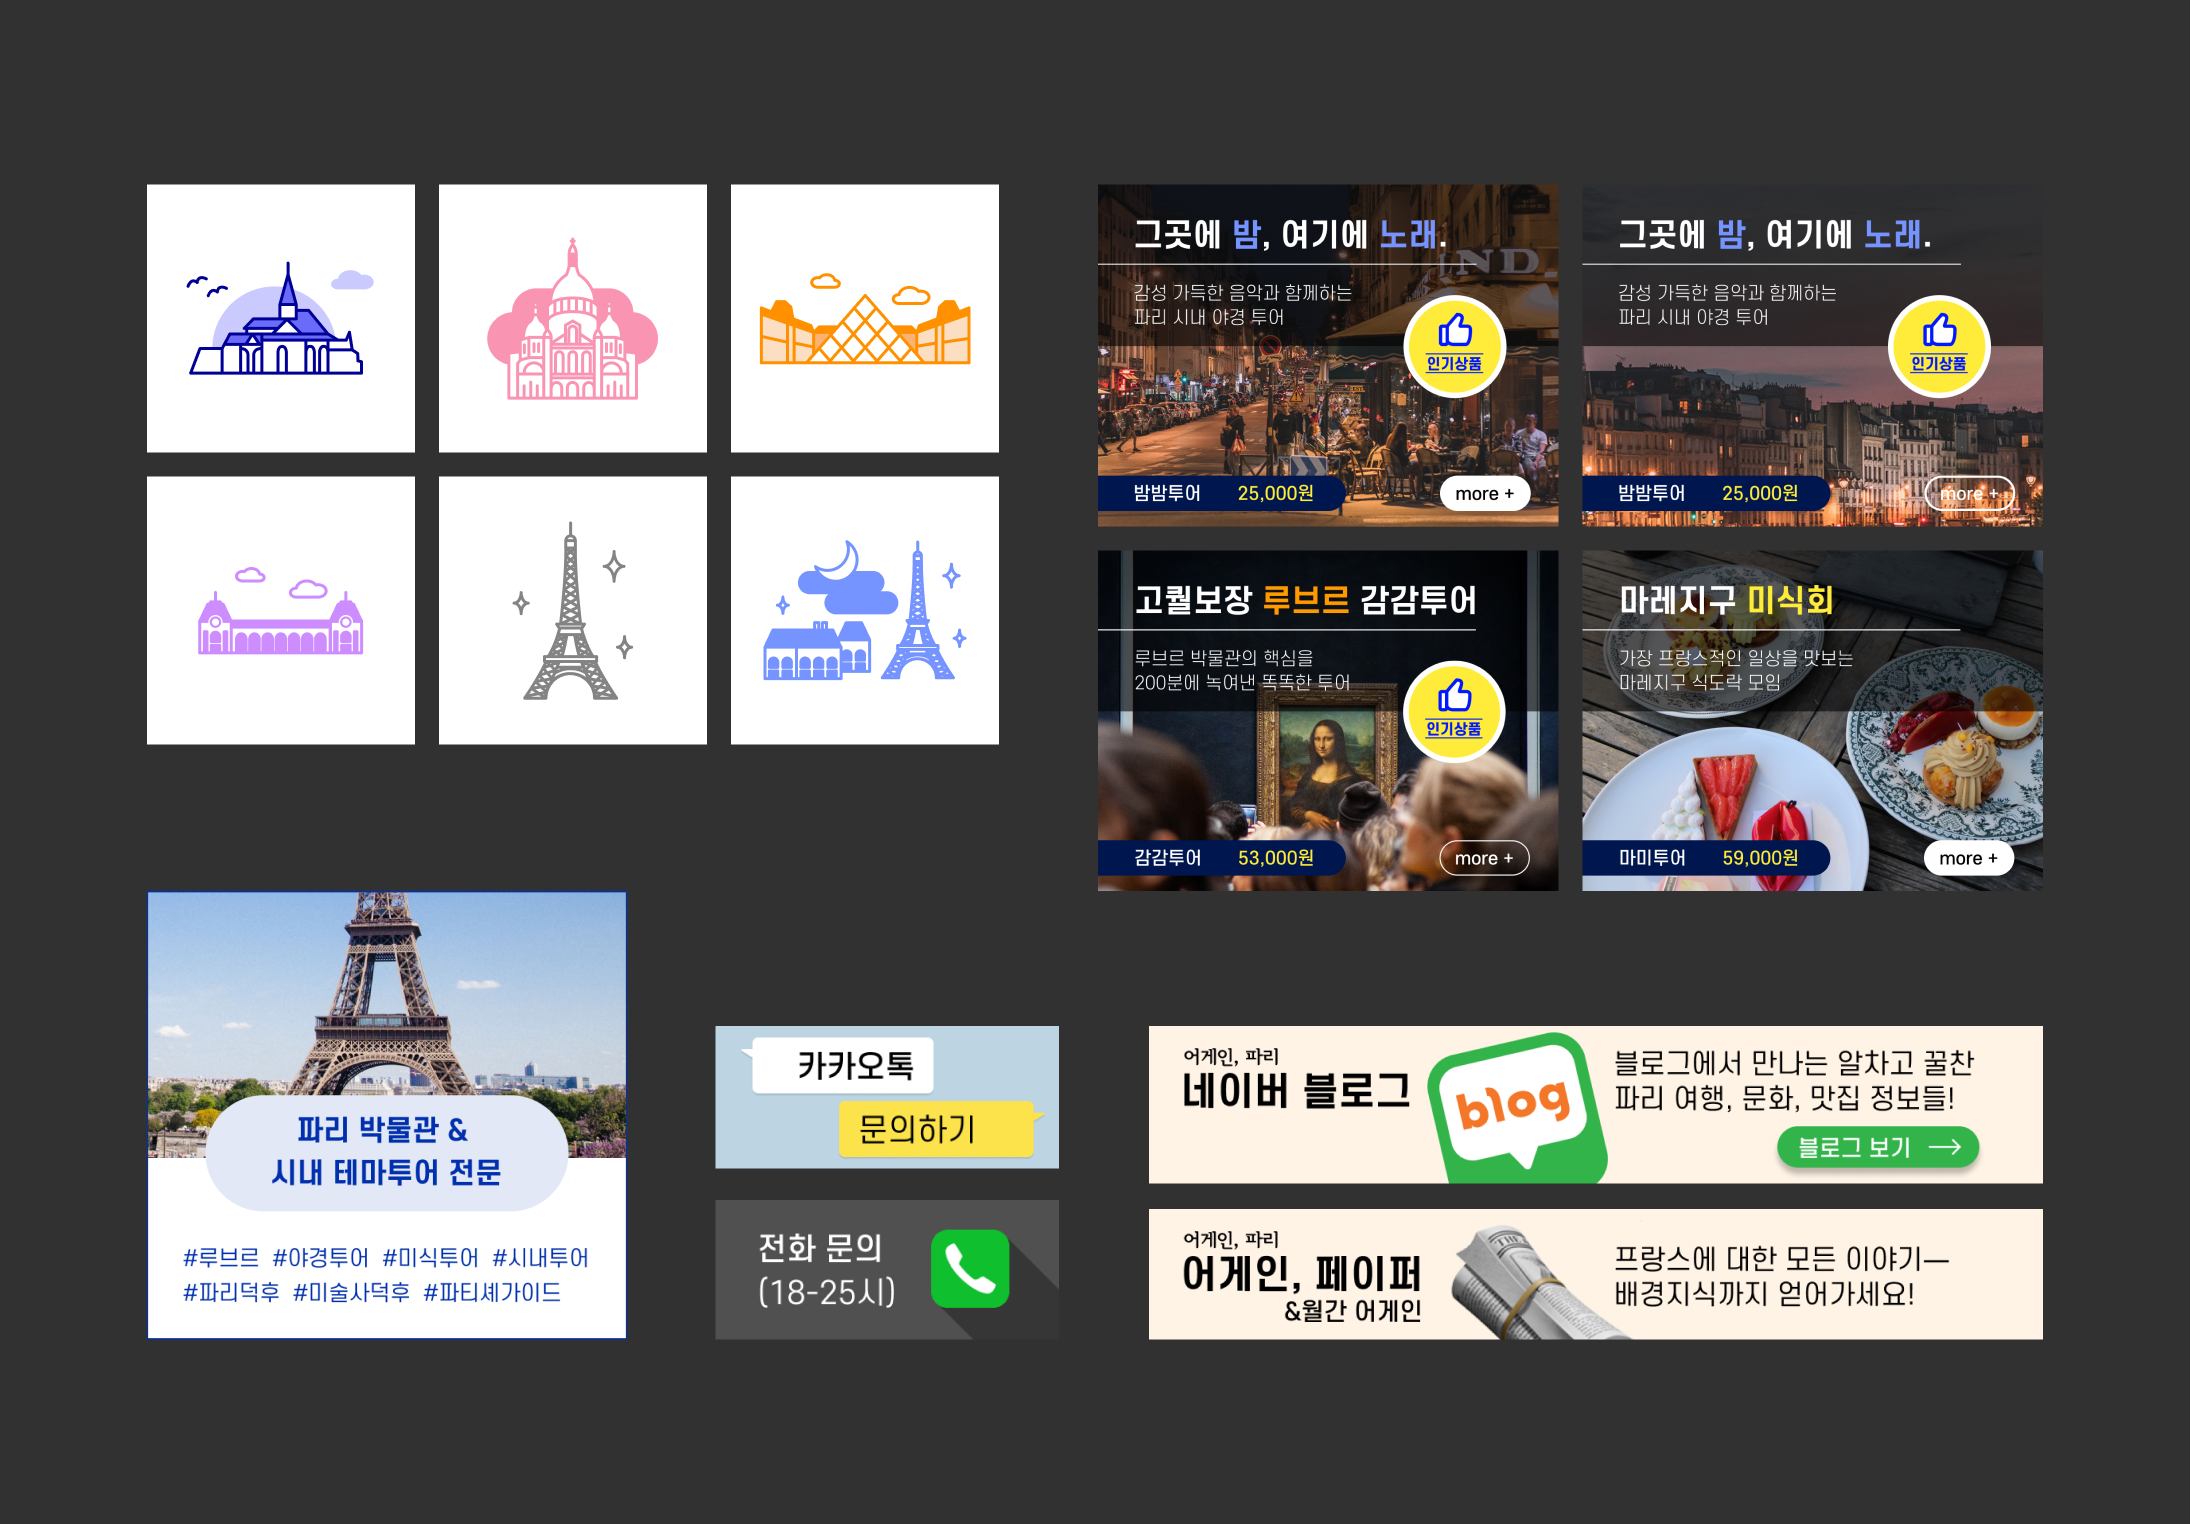 그곳에 밤, 여기에 노래.
감성 가득한 음악과 함께하는
파리 시내 야경 투어
인기상품
밤밤투어 25,000원
more +
그곳에 밤, 여기에 노래.
감성 가득한 음악과 함께하는
파리 시내 야경 투어
인기상품
밤밤투어 25,000원
more +
고퀄보장 루브르 감감투어
루브르 박물관의 핵심을
200분에 녹여낸 똑똑한 투어
인기상품
감감투어 53,000원
more +
마레지구 미식회
가장 프랑스적인 일상을 맛보는
마레지구 식도락 모임
마미투어 59,000원
more +
파리 박물관 &
시내 테마투어 전문
#루브르 #야경투어 #미식투어 #시내투어
#파리덕후 #미술사덕후 #파티셰가이드
카카오톡
문의하기
전화 문의
(18-25시)
어게인, 파리
네이버 블로그
blog
블로그에서 만나는 알차고 꿀찬
파리 여행, 문화, 맛집 정보들!
블로그 보기 →
어게인, 파리
어게인, 페이퍼
&월간 어게인
THE
프랑스에 대한 모든 이야기—
배경지식까지 얻어가세요!